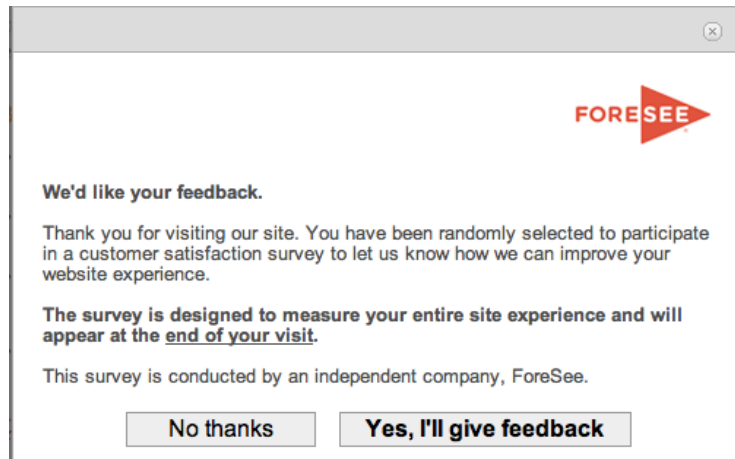 FORESEE
We'd like your feedback.
Thank you for visiting our site. You have been randomly selected to participate
in a customer satisfaction survey to let us know how we can improve your
website experience.
The survey is designed to measure your entire site experience and will
appear at the end of your visit.
This survey is conducted by an independent company, ForeSee.
No thanks
Yes, I'll give feedback